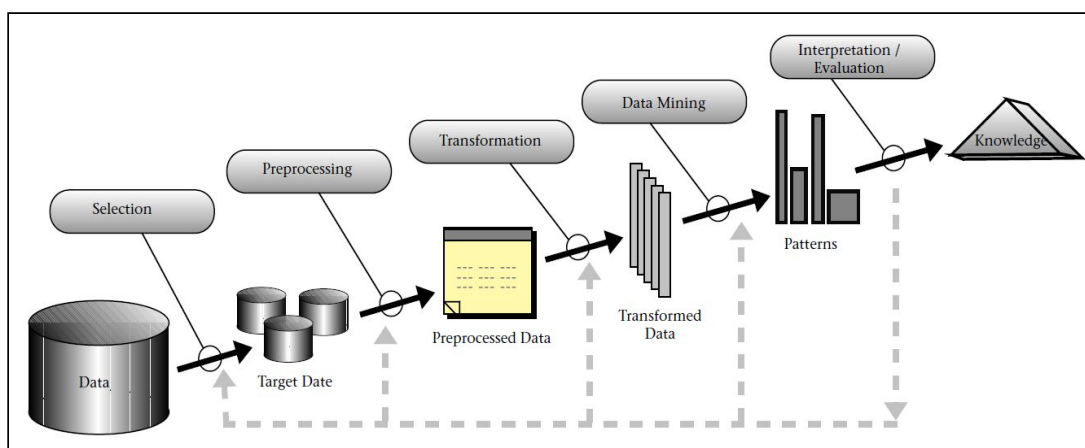 Interpretation /
Evaluation
Data Mining
Transformation
Preprocessing
Selection
Knowledge
Patterns
Transformed
Data
Preprocessed Data
Target Date
Data